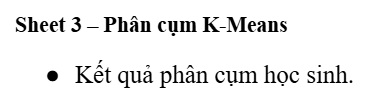 Sheet 3 – Phân cụm K-Means
● Kết quả phân cụm học sinh.